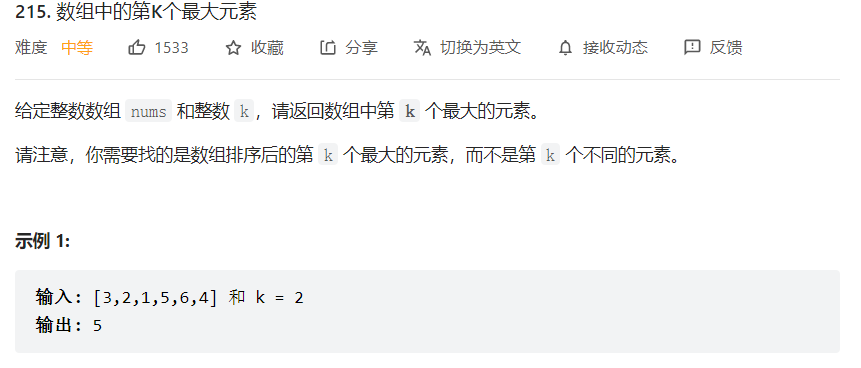 215. 数组中的第K个最大元素
难度 中等 1533 收藏 分享 切换为英文 接收动态 反馈
给定整数数组 nums 和整数 k，请返回数组中第 k 个最大的元素。
请注意，你需要找的是数组排序后的第 k 个最大的元素，而不是第 k 个不同的元素。
示例 1:
输入: [3,2,1,5,6,4] 和 k = 2
输出: 5